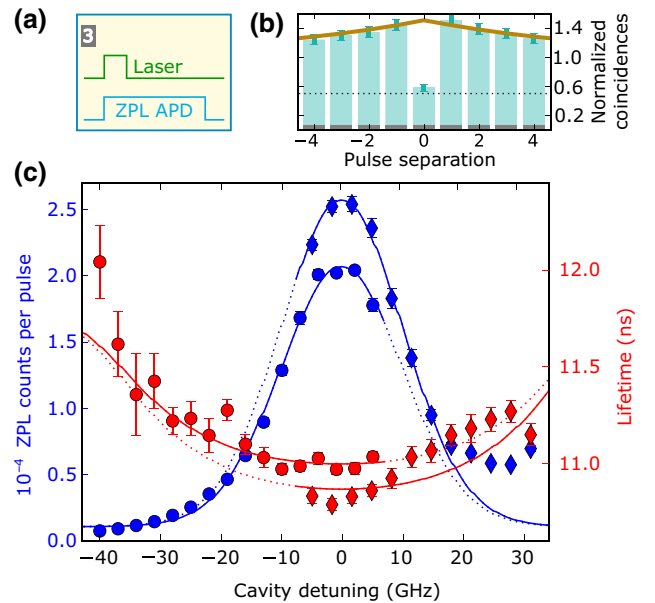 (a)
3
Laser
ZPL APD
(b)
1.4
1.0
0.6
0.2
Normalized
coincidences
−4 −2 0 2 4
Pulse separation
(c)
2.5
2.0
1.5
1.0
0.5
0.0
10⁻⁴ ZPL counts per pulse
12.0
11.5
11.0
Lifetime (ns)
−40 −30 −20 −10 0 10 20 30
Cavity detuning (GHz)